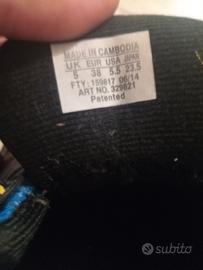 MADE IN CAMBODIA
UK EUR USA JAPAN
5 38 5.5 23.5
FTY: 159817 06/14
ART NO. 329821
Patented
subito